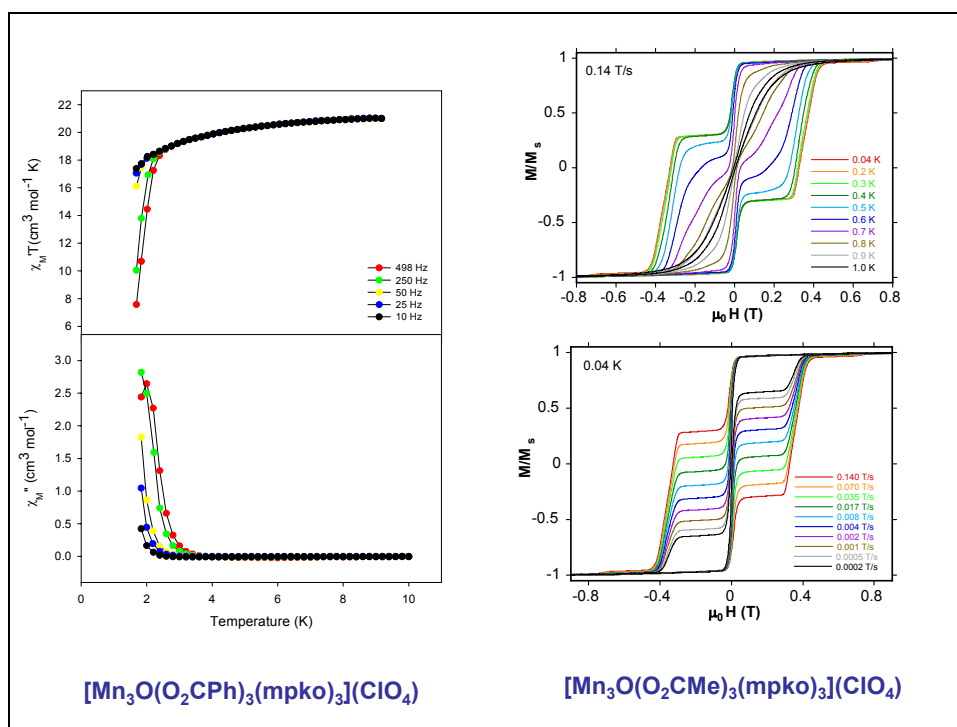 χM'T(cm3 mol-1 K)
22
20
18
16
14
12
10
8
6
498 Hz
250 Hz
50 Hz
25 Hz
10 Hz
χM" (cm3 mol-1)
3.0
2.5
2.0
1.5
1.0
0.5
0.0
0 2 4 6 8 10
Temperature (K)
[Mn3O(O2CPh)3(mpko)3](ClO4)
-0.8 -0.4 0 0.4 0.8
0.14 T/s
M/Ms
1
0.5
0
-0.5
-1
0.04 K
0.2 K
0.3 K
0.4 K
0.5 K
0.6 K
0.7 K
0.8 K
0.9 K
1.0 K
-0.8 -0.4 0 0.4 0.8
μ0 H (T)
0.04 K
M/Ms
1
0.5
0
-0.5
-1
0.140 T/s
0.070 T/s
0.035 T/s
0.017 T/s
0.008 T/s
0.004 T/s
0.002 T/s
0.001 T/s
0.0005 T/s
0.0002 T/s
-0.8 -0.4 0 0.4 0.8
μ0 H (T)
[Mn3O(O2CMe)3(mpko)3](ClO4)